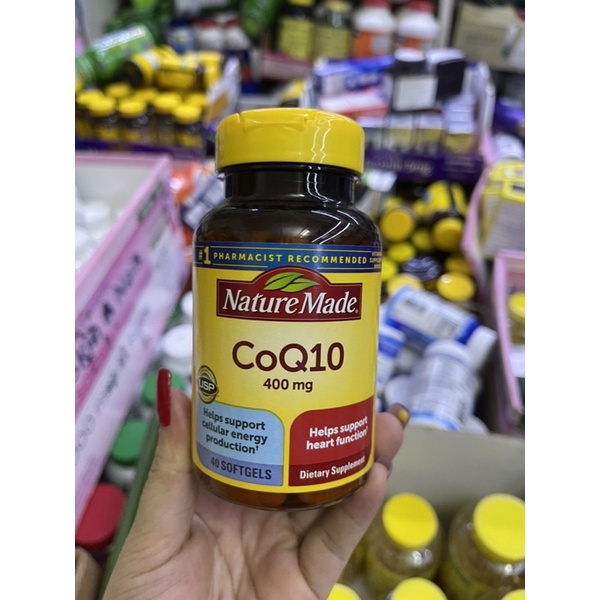 #1 PHARMACIST RECOMMENDED
Nature Made®
CoQ10
400 mg
USP
Helps support
cellular energy
production†
40 SOFTGELS
Helps support
heart function†
Dietary Supplement